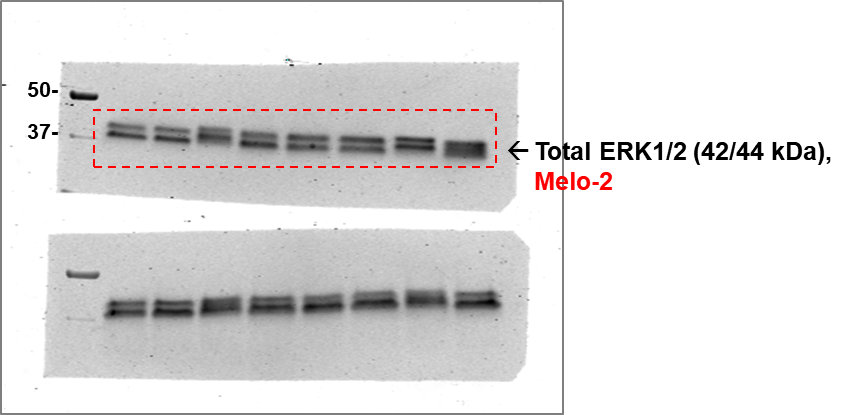 50-
37-
← Total ERK1/2 (42/44 kDa),
Melo-2